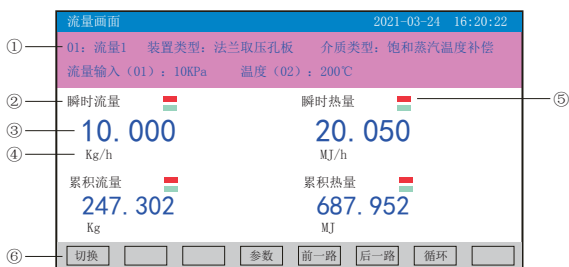 流量画面 2021-03-24 16:20:22
① 01: 流量1 装置类型: 法兰取压孔板 介质类型: 饱和蒸汽温度补偿
流量输入（01）: 10KPa 温度（02）: 200℃
② 瞬时流量 瞬时热量 ⑤
③ 10.000 20.050
④ Kg/h MJ/h
累积流量 累积热量
247.302 687.952
Kg MJ
⑥ 切换 参数 前一路 后一路 循环